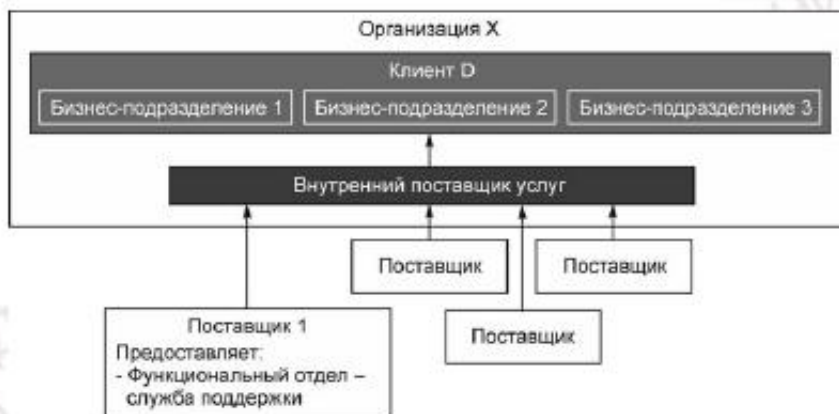 Организация X
Клиент D
Бизнес-подразделение 1
Бизнес-подразделение 2
Бизнес-подразделение 3
Внутренний поставщик услуг
Поставщик
Поставщик
Поставщик 1
Предоставляет:
- Функциональный отдел –
служба поддержки
Поставщик